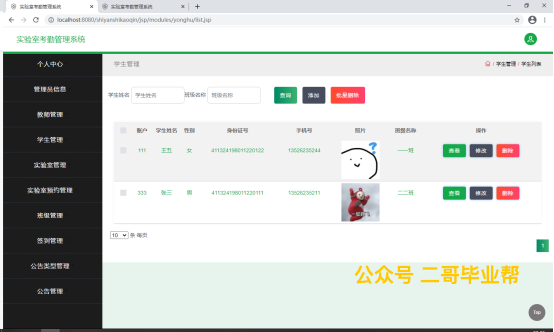 实验室考勤管理系统
实验室考勤管理系统
localhost:8080/shiyanshikaoqin/jsp/modules/yonghu/list.jsp
实验室考勤管理系统
个人中心
管理员信息
教师管理
学生管理
实验室管理
实验室预约管理
班级管理
签到管理
公告类型管理
公告管理
学生管理
/ 学生管理 / 学生列表
学生姓名 学生姓名 班级名称 班级名称 查询 添加 批量删除
账户 学生姓名 性别 身份证号 手机号 照片 班级名称 操作
111 王五 女 411324198011220122 13526235244 一一班 查看 修改 删除
333 张三 男 411324198011220111 13526235211 二二班 查看 修改 删除
10 条 每页
1
公众号 二哥毕业帮
Top